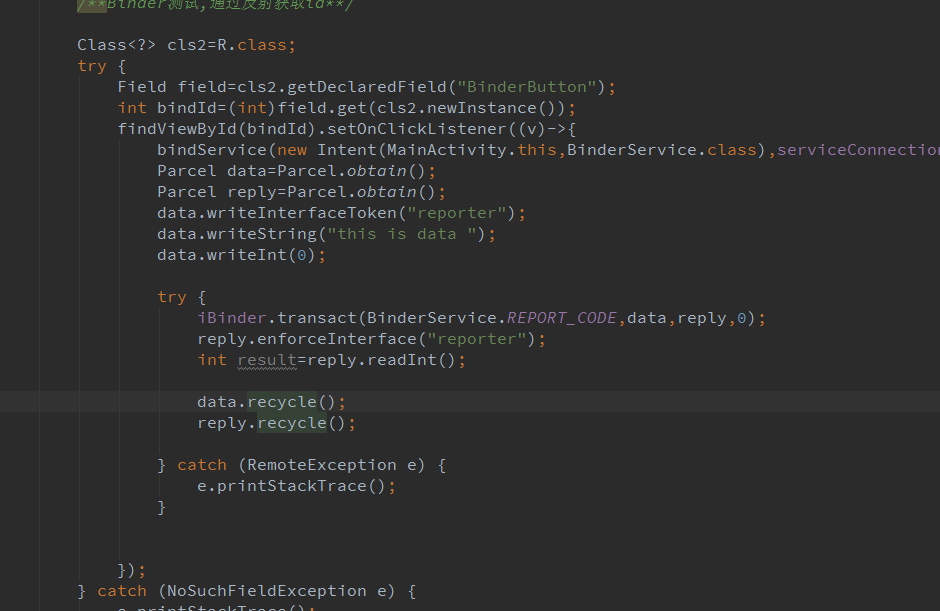 /**Binder测试,通过反射获取id**/
Class<?> cls2=R.class;
try {
Field field=cls2.getDeclaredField("BinderButton");
int bindId=(int)field.get(cls2.newInstance());
findViewById(bindId).setOnClickListener((v)->{
bindService(new Intent(MainActivity.this,BinderService.class),serviceConnection
Parcel data=Parcel.obtain();
Parcel reply=Parcel.obtain();
data.writeInterfaceToken("reporter");
data.writeString("this is data ");
data.writeInt(0);
try {
iBinder.transact(BinderService.REPORT_CODE,data,reply,0);
reply.enforceInterface("reporter");
int result=reply.readInt();
data.recycle();
reply.recycle();
} catch (RemoteException e) {
e.printStackTrace();
}
});
} catch (NoSuchFieldException e) {
e.printStackTrace();